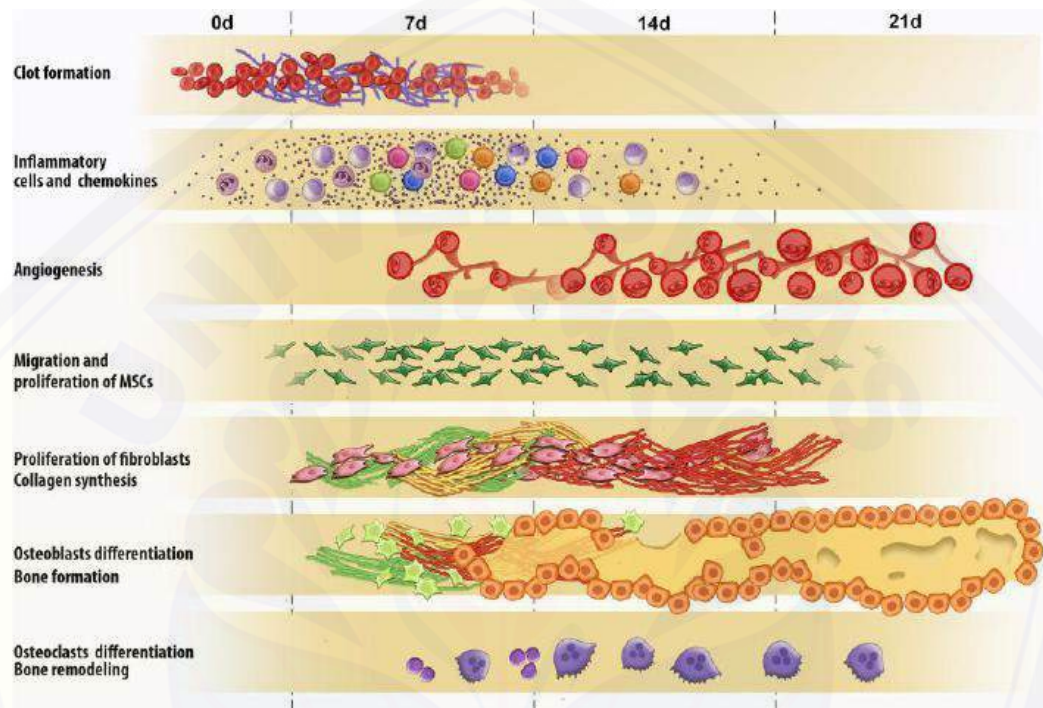 0d 7d 14d 21d
Clot formation
Inflammatory
cells and chemokines
Angiogenesis
Migration and
proliferation of MSCs
Proliferation of fibroblasts
Collagen synthesis
Osteoblasts differentiation
Bone formation
Osteoclasts differentiation
Bone remodeling